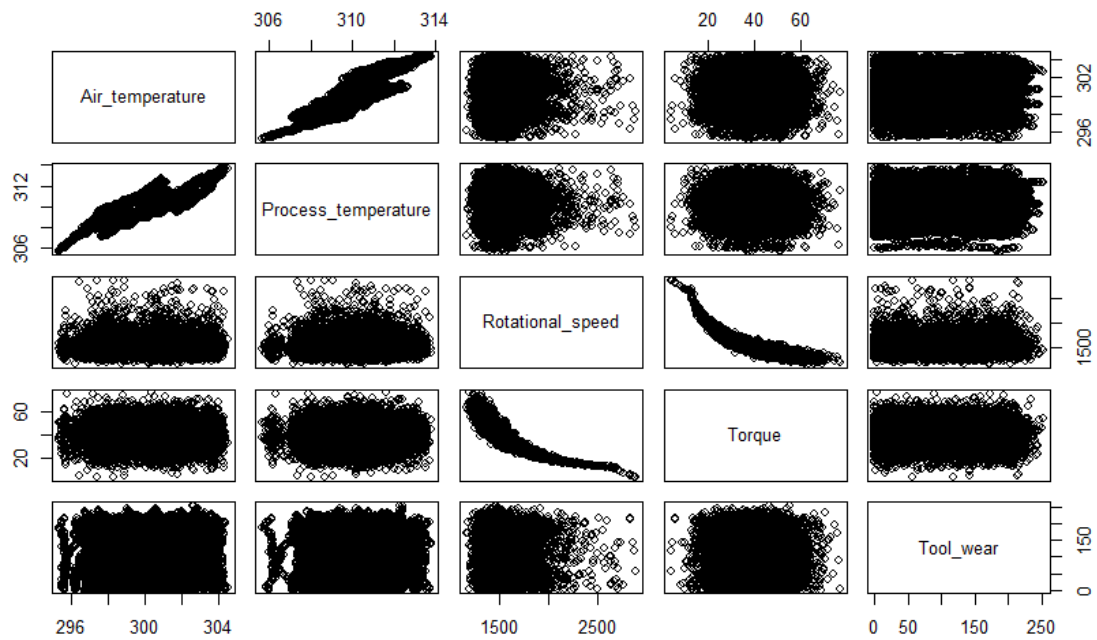 306 310 314
20 40 60
Air_temperature
296 302
306 312
Process_temperature
Rotational_speed
1500
20 60
Torque
Tool_wear
0 150
296 300 304
1500 2500
0 50 150 250